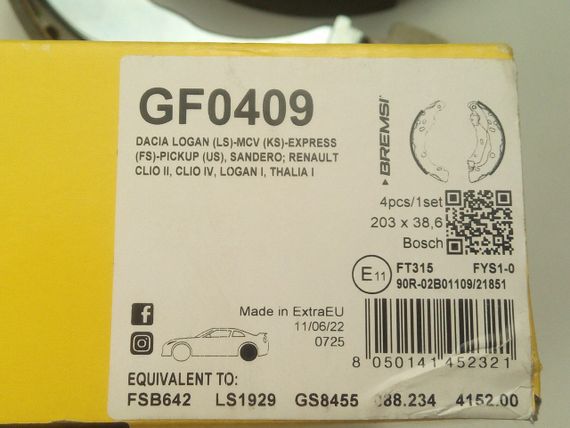 GF0409
DACIA LOGAN (LS)-MCV (KS)-EXPRESS
(FS)-PICKUP (US), SANDERO; RENAULT
CLIO II, CLIO IV, LOGAN I, THALIA I
BREMSI
4pcs/1set
203 x 38,6
Bosch
E11
FT315 FYS1-0
90R-02B01109/21851
Made in ExtraEU
11/06/22
0725
8 050141 452321
EQUIVALENT TO:
FSB642 LS1929 GS8455 088.234 4152.00